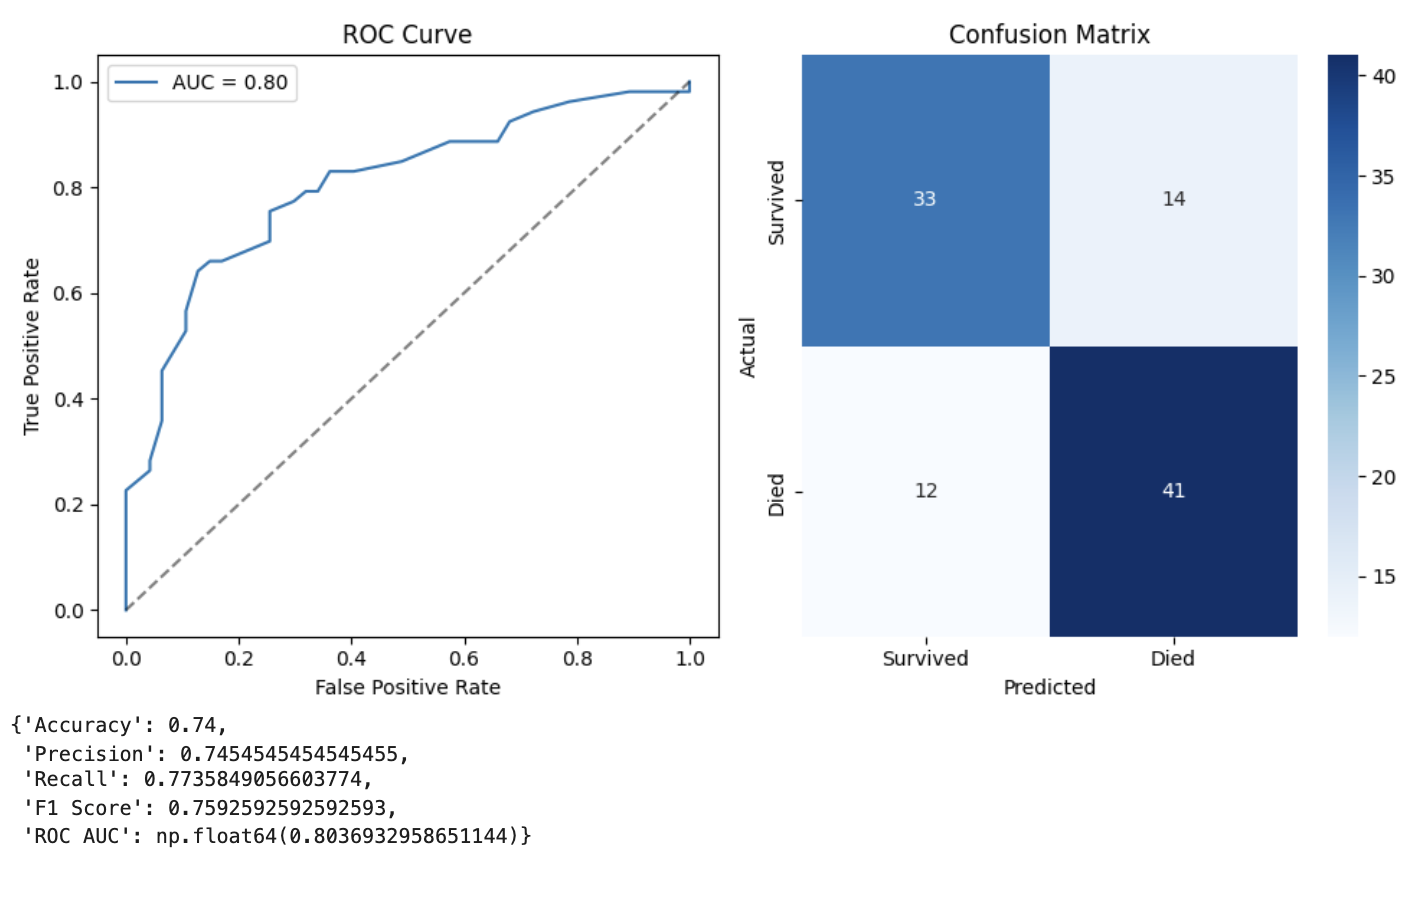 ROC Curve
AUC = 0.80
1.0
0.8
0.6
0.4
0.2
0.0
True Positive Rate
0.0 0.2 0.4 0.6 0.8 1.0
False Positive Rate
Confusion Matrix
Survived
Died
Actual
33 14
12 41
Survived Died
Predicted
40
35
30
25
20
15
{'Accuracy': 0.74,
'Precision': 0.7454545454545455,
'Recall': 0.7735849056603774,
'F1 Score': 0.7592592592592593,
'ROC AUC': np.float64(0.8036932958651144)}